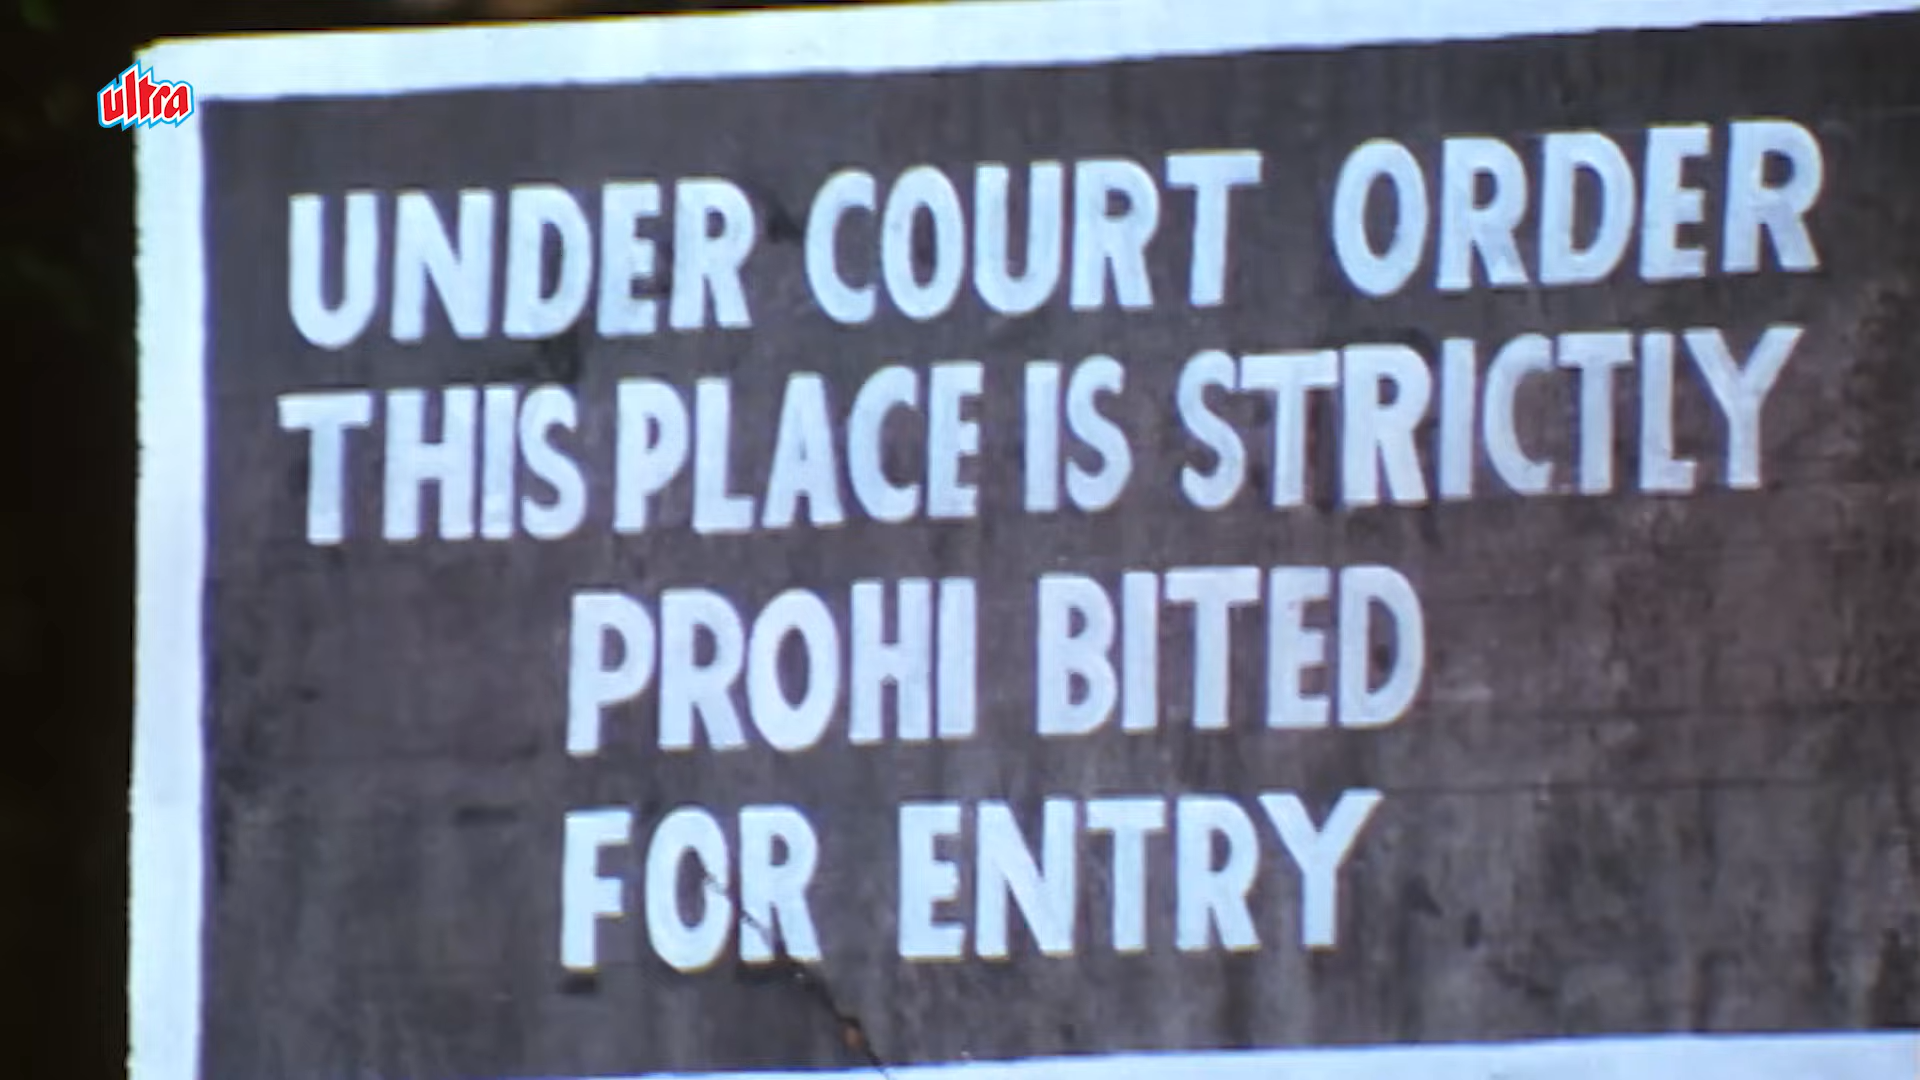 ultra
UNDER COURT ORDER
THIS PLACE IS STRICTLY
PROHI BITED
FOR ENTRY